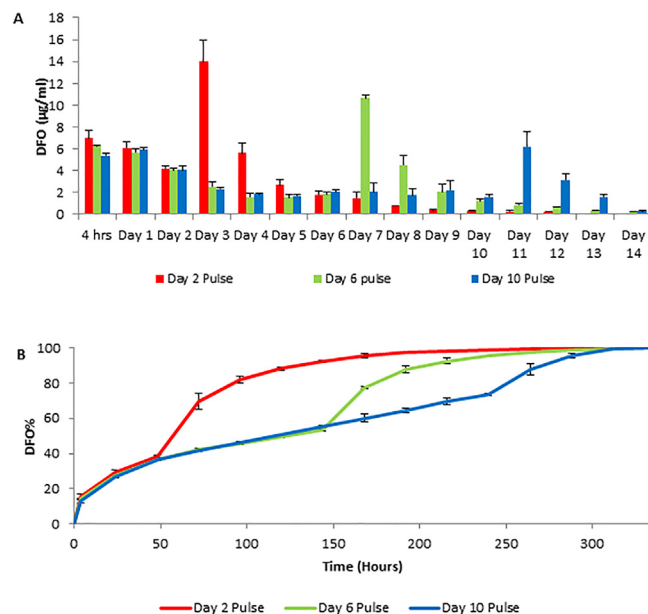 A
DFO (µg/ml)
18
16
14
12
10
8
6
4
2
0
4 hrs Day 1 Day 2 Day 3 Day 4 Day 5 Day 6 Day 7 Day 8 Day 9 Day 10 Day 11 Day 12 Day 13 Day 14
Day 2 Pulse Day 6 pulse Day 10 Pulse
B
DFO%
100
80
60
40
20
0
0 50 100 150 200 250 300
Time (Hours)
Day 2 Pulse Day 6 Pulse Day 10 Pulse